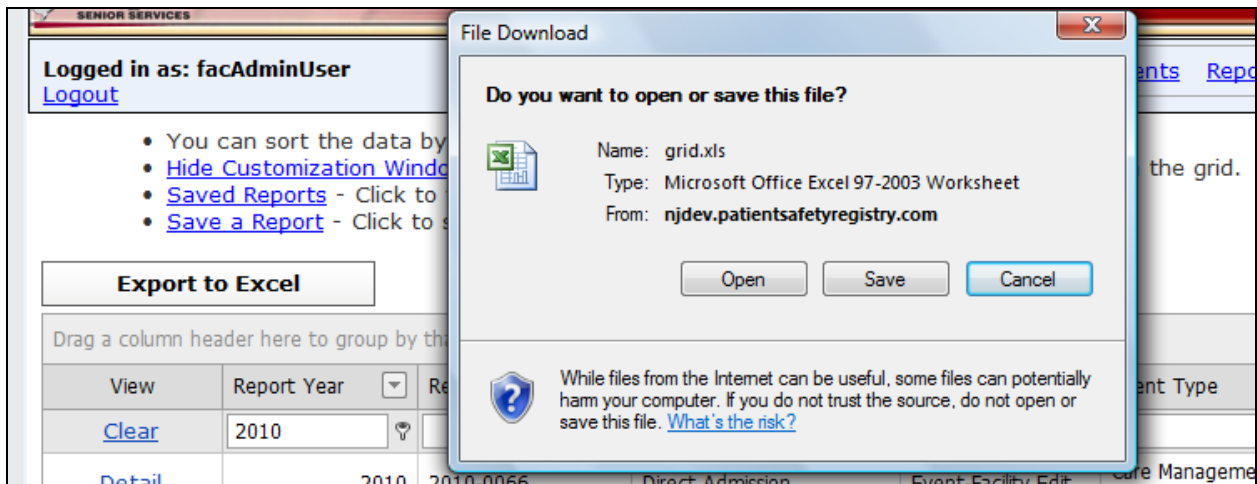 SENIOR SERVICES
File Download
Logged in as: facAdminUser
Logout
ents Repo
Do you want to open or save this file?
Name: grid.xls
Type: Microsoft Office Excel 97-2003 Worksheet
From: njdev.patientsafetyregistry.com
Open Save Cancel
• You can sort the data by
• Hide Customization Windo the grid.
• Saved Reports - Click to
• Save a Report - Click to s
Export to Excel
Drag a column header here to group by tha
While files from the Internet can be useful, some files can potentially
harm your computer. If you do not trust the source, do not open or
save this file. What's the risk?
View Report Year Re ent Type
Clear 2010
Detail 2010 2010-0066 Direct Admission Event Facility Edit Care Manageme